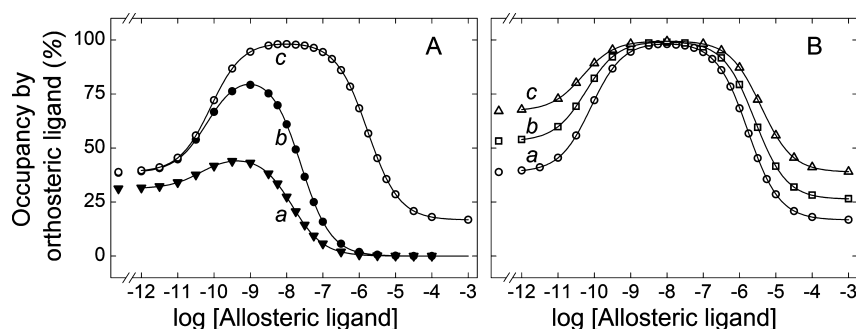 Occupancy by
orthosteric ligand (%)
100
75
50
25
0
A
c
b
a
-12 -11 -10 -9 -8 -7 -6 -5 -4 -3
log [Allosteric ligand]
B
c
b
a
-12 -11 -10 -9 -8 -7 -6 -5 -4 -3
log [Allosteric ligand]